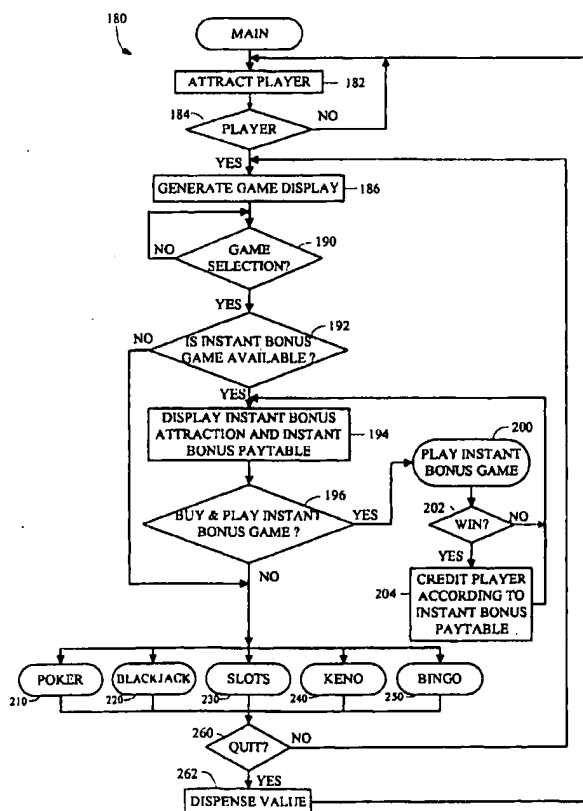 180
MAIN
ATTRACT PLAYER
182
184
PLAYER
NO
YES
GENERATE GAME DISPLAY
186
190
NO
GAME
SELECTION?
YES
192
NO
IS INSTANT BONUS
GAME AVAILABLE ?
YES
DISPLAY INSTANT BONUS
ATTRACTION AND INSTANT
BONUS PAYTABLE
194
200
PLAY INSTANT
BONUS GAME
196
BUY & PLAY INSTANT
BONUS GAME ?
YES
202
WIN?
NO
YES
NO
204
CREDIT PLAYER
ACCORDING TO
INSTANT BONUS
PAYTABLE
POKER
BLACKJACK
SLOTS
KENO
BINGO
210
220
230
240
250
260
QUIT?
NO
YES
262
DISPENSE VALUE